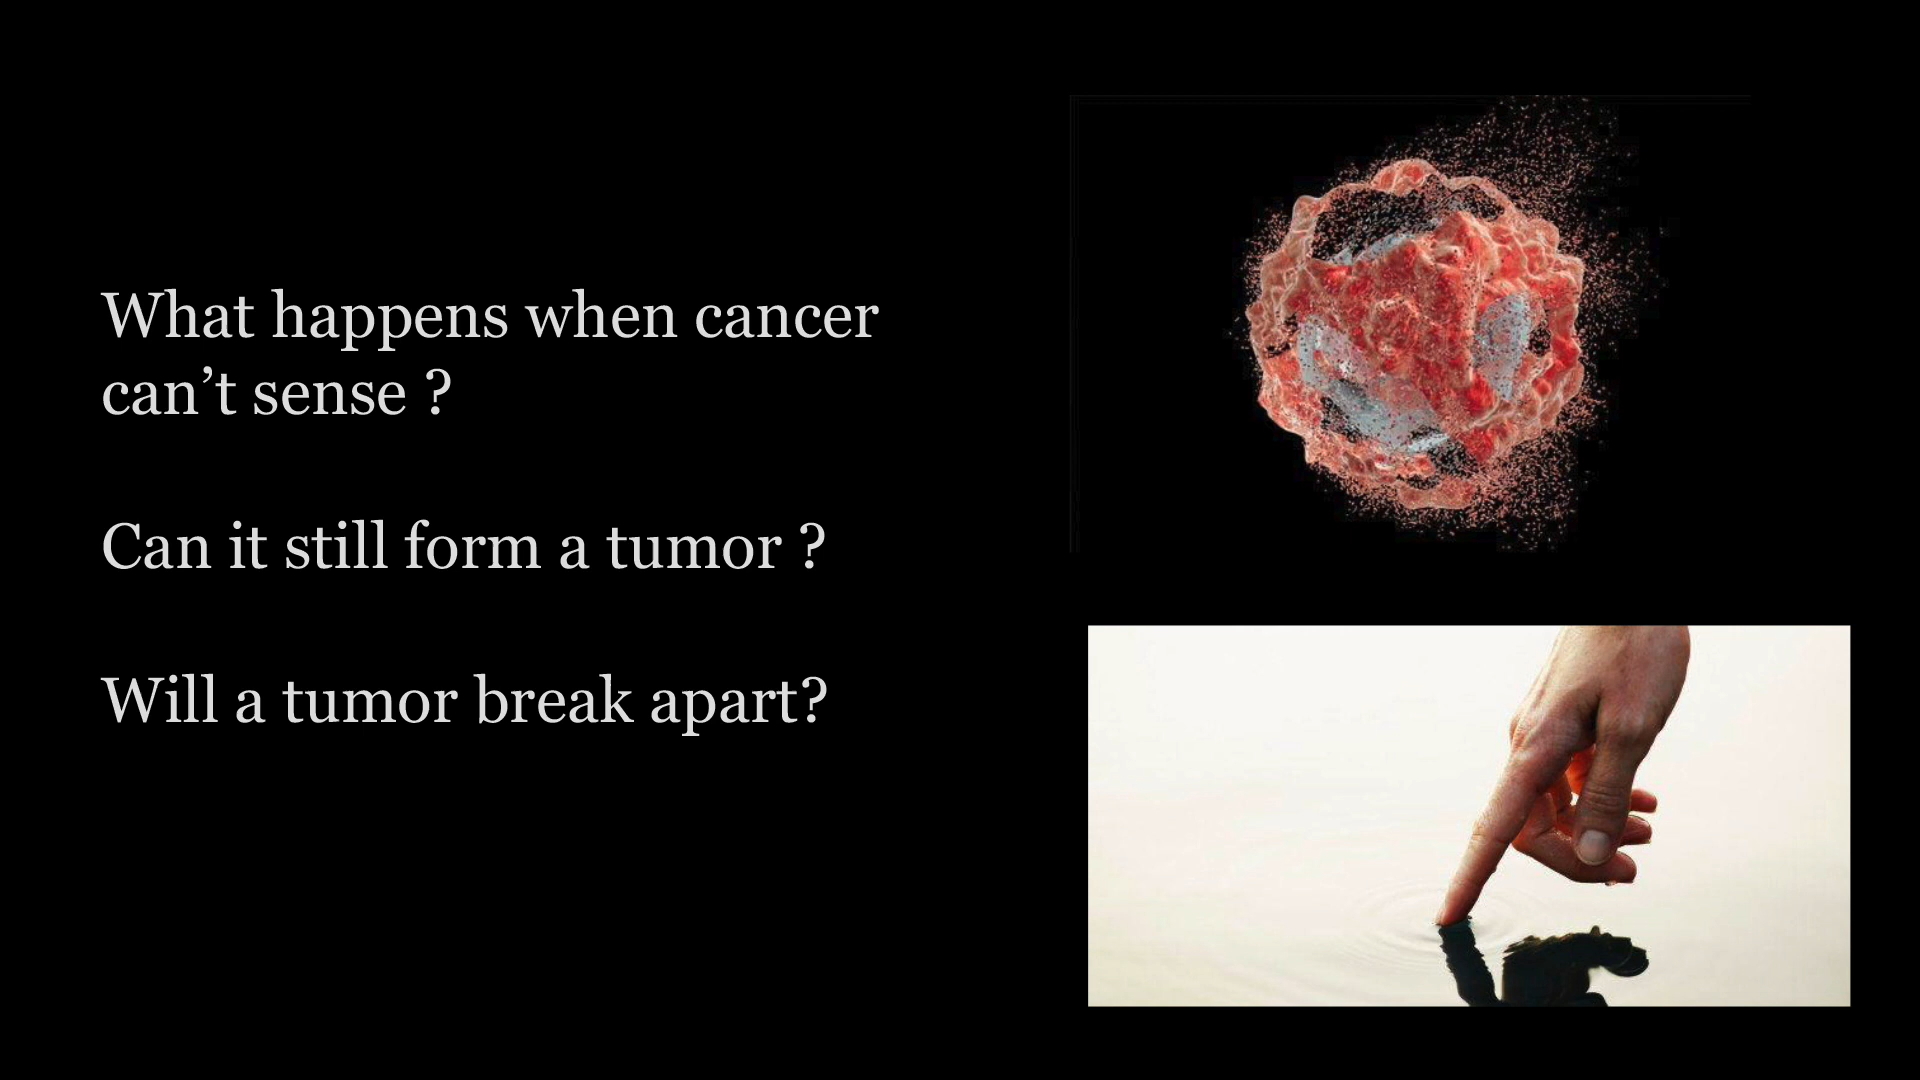 What happens when cancer
can’t sense ?
Can it still form a tumor ?
Will a tumor break apart?